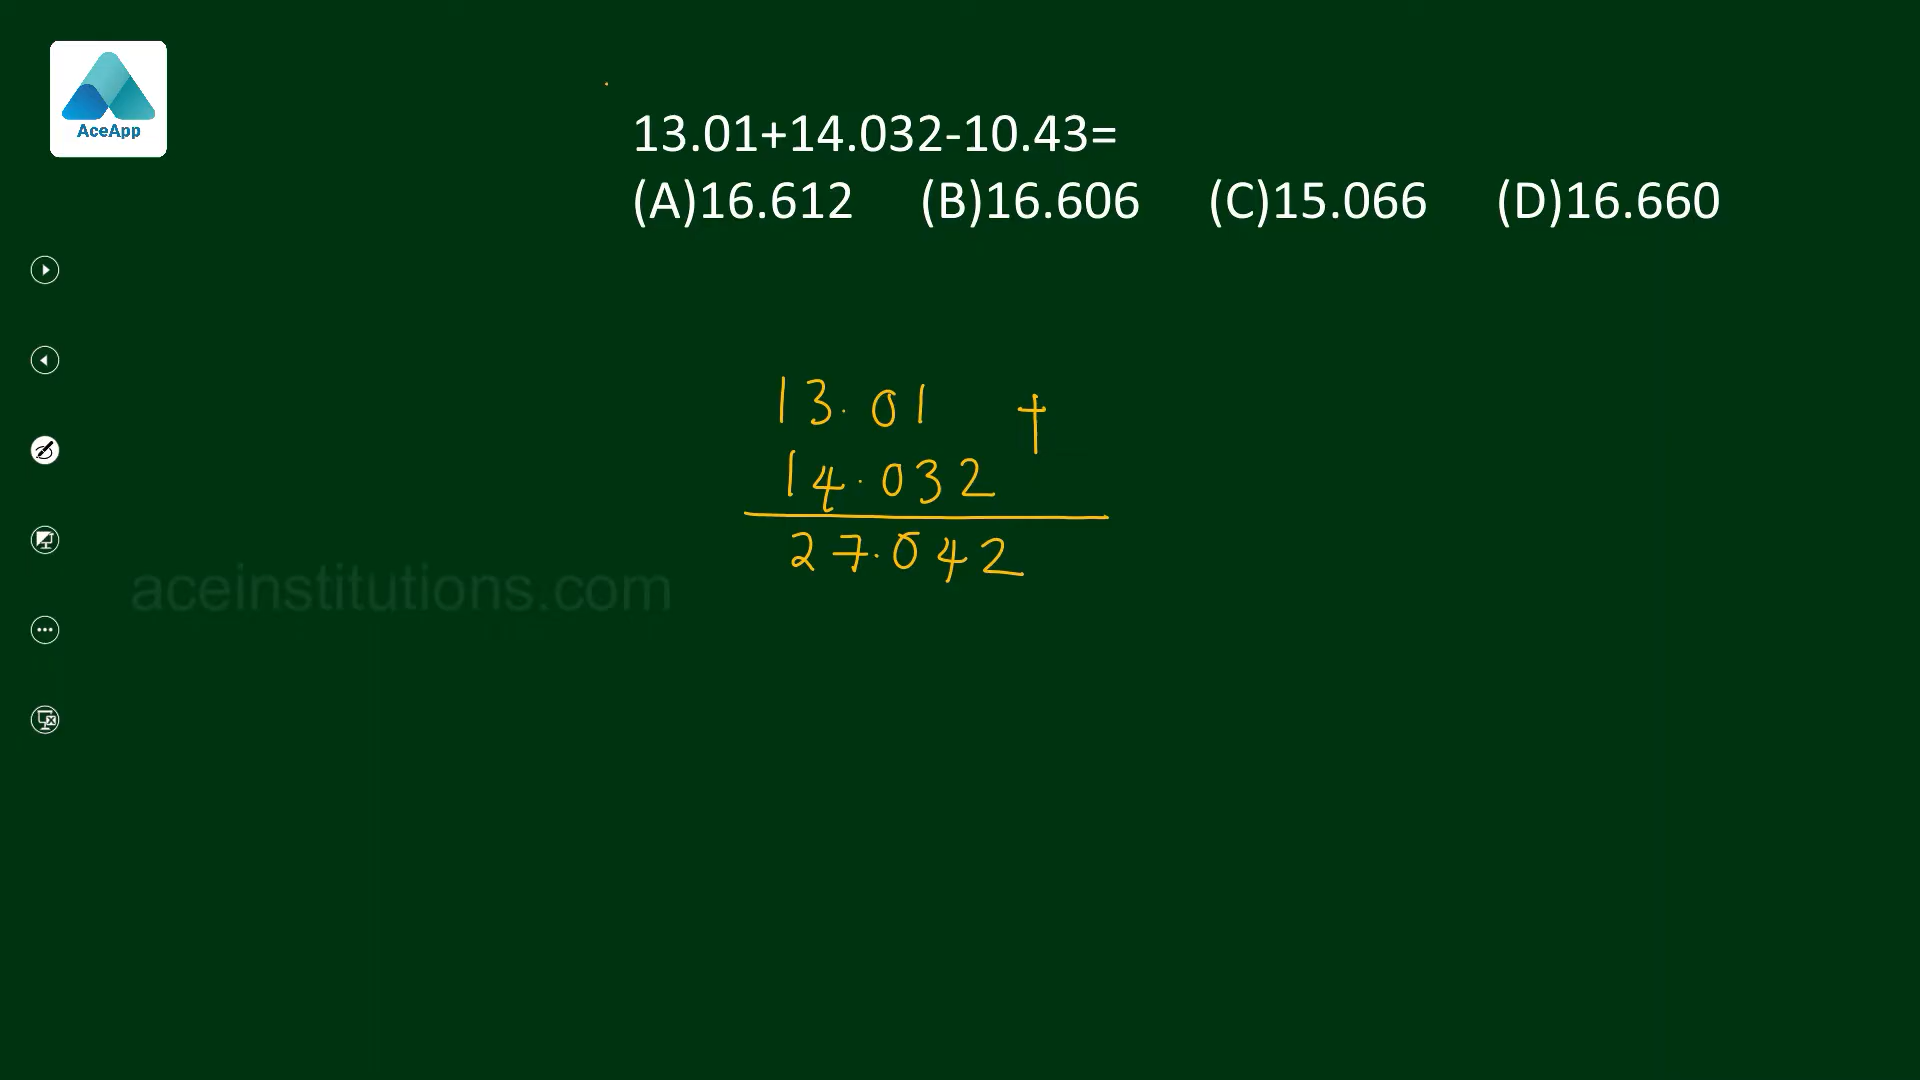 AceApp
13.01+14.032-10.43=
(A)16.612 (B)16.606 (C)15.066 (D)16.660
13.01 +
14.032
27.042
aceinstitutions.com